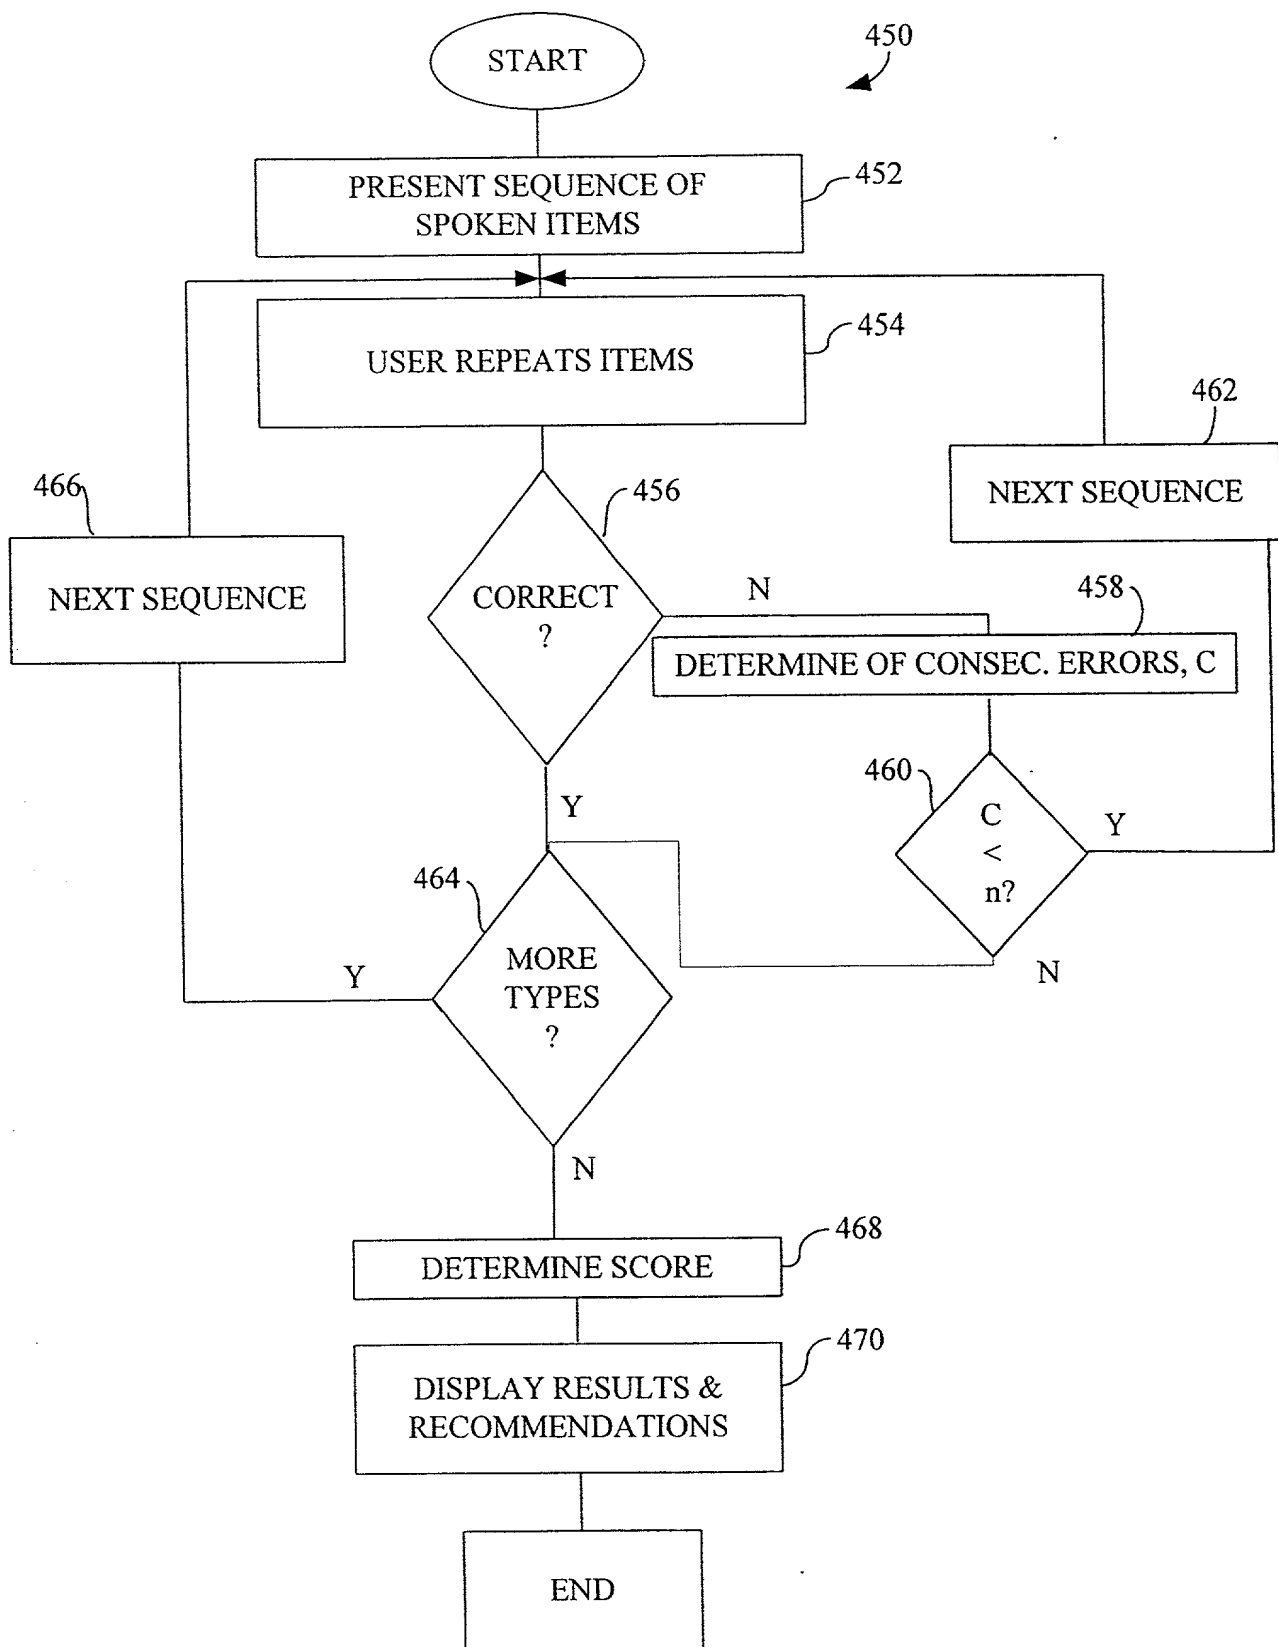 START
450
PRESENT SEQUENCE OF
SPOKEN ITEMS
452
USER REPEATS ITEMS
454
462
NEXT SEQUENCE
466
NEXT SEQUENCE
456
CORRECT
?
N
458
DETERMINE OF CONSEC. ERRORS, C
Y
460
C
<
n?
Y
N
464
MORE
TYPES
?
Y
N
468
DETERMINE SCORE
470
DISPLAY RESULTS &
RECOMMENDATIONS
END